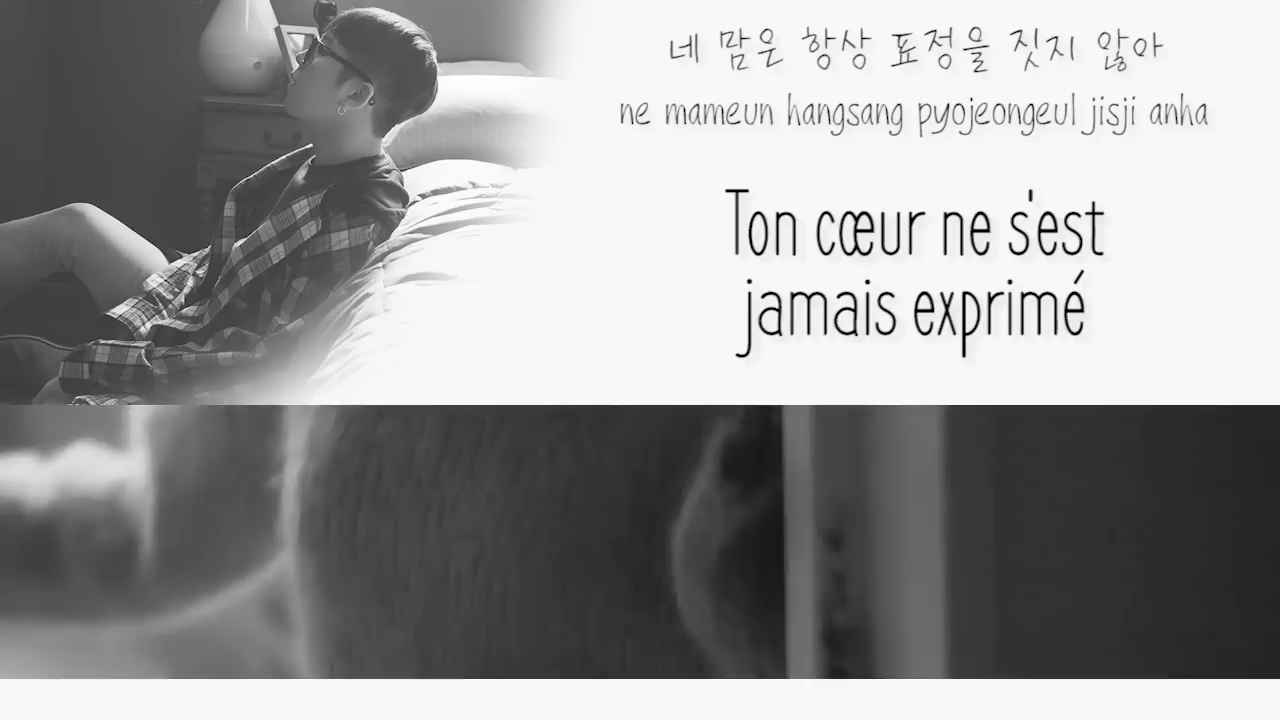 네 맘은 항상 표정을 짓지 않아
ne mameun hangsang pyojeongeul jisji anha
Ton cœur ne s'est
jamais exprimé